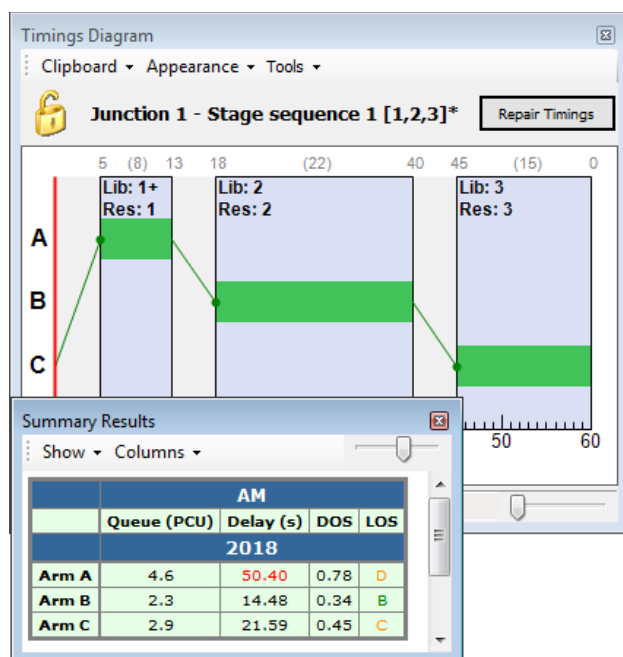 Timings Diagram
Clipboard Appearance Tools
Junction 1 - Stage sequence 1 [1,2,3]* Repair Timings
5 (8) 13 18 (22) 40 45 (15) 0
Lib: 1+ Lib: 2 Lib: 3
Res: 1 Res: 2 Res: 3
A
B
C
50 60
Summary Results
Show Columns
AM
Queue (PCU) Delay (s) DOS LOS
2018
Arm A 4.6 50.40 0.78 D
Arm B 2.3 14.48 0.34 B
Arm C 2.9 21.59 0.45 C